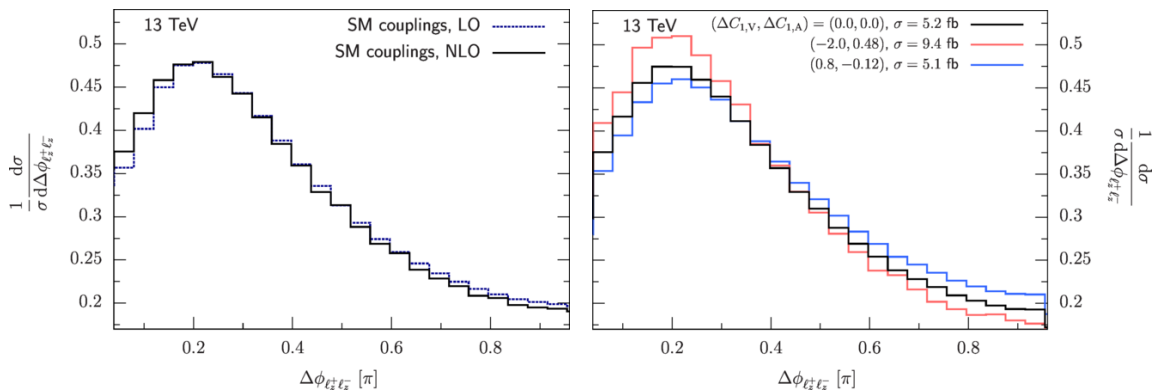 13 TeV
SM couplings, LO
SM couplings, NLO
0.5
0.45
0.4
0.35
0.3
0.25
0.2
1/σ dσ/dΔϕ_{ℓ_z^+ℓ_z^-}
0.2 0.4 0.6 0.8
Δϕ_{ℓ_z^+ℓ_z^-} [π]
13 TeV
(ΔC_{1,V}, ΔC_{1,A}) = (0.0, 0.0), σ = 5.2 fb
(−2.0, 0.48), σ = 9.4 fb
(0.8, −0.12), σ = 5.1 fb
0.5
0.45
0.4
0.35
0.3
0.25
0.2
1/σ dσ/dΔϕ_{ℓ_z^+ℓ_z^-}
0.2 0.4 0.6 0.8
Δϕ_{ℓ_z^+ℓ_z^-} [π]